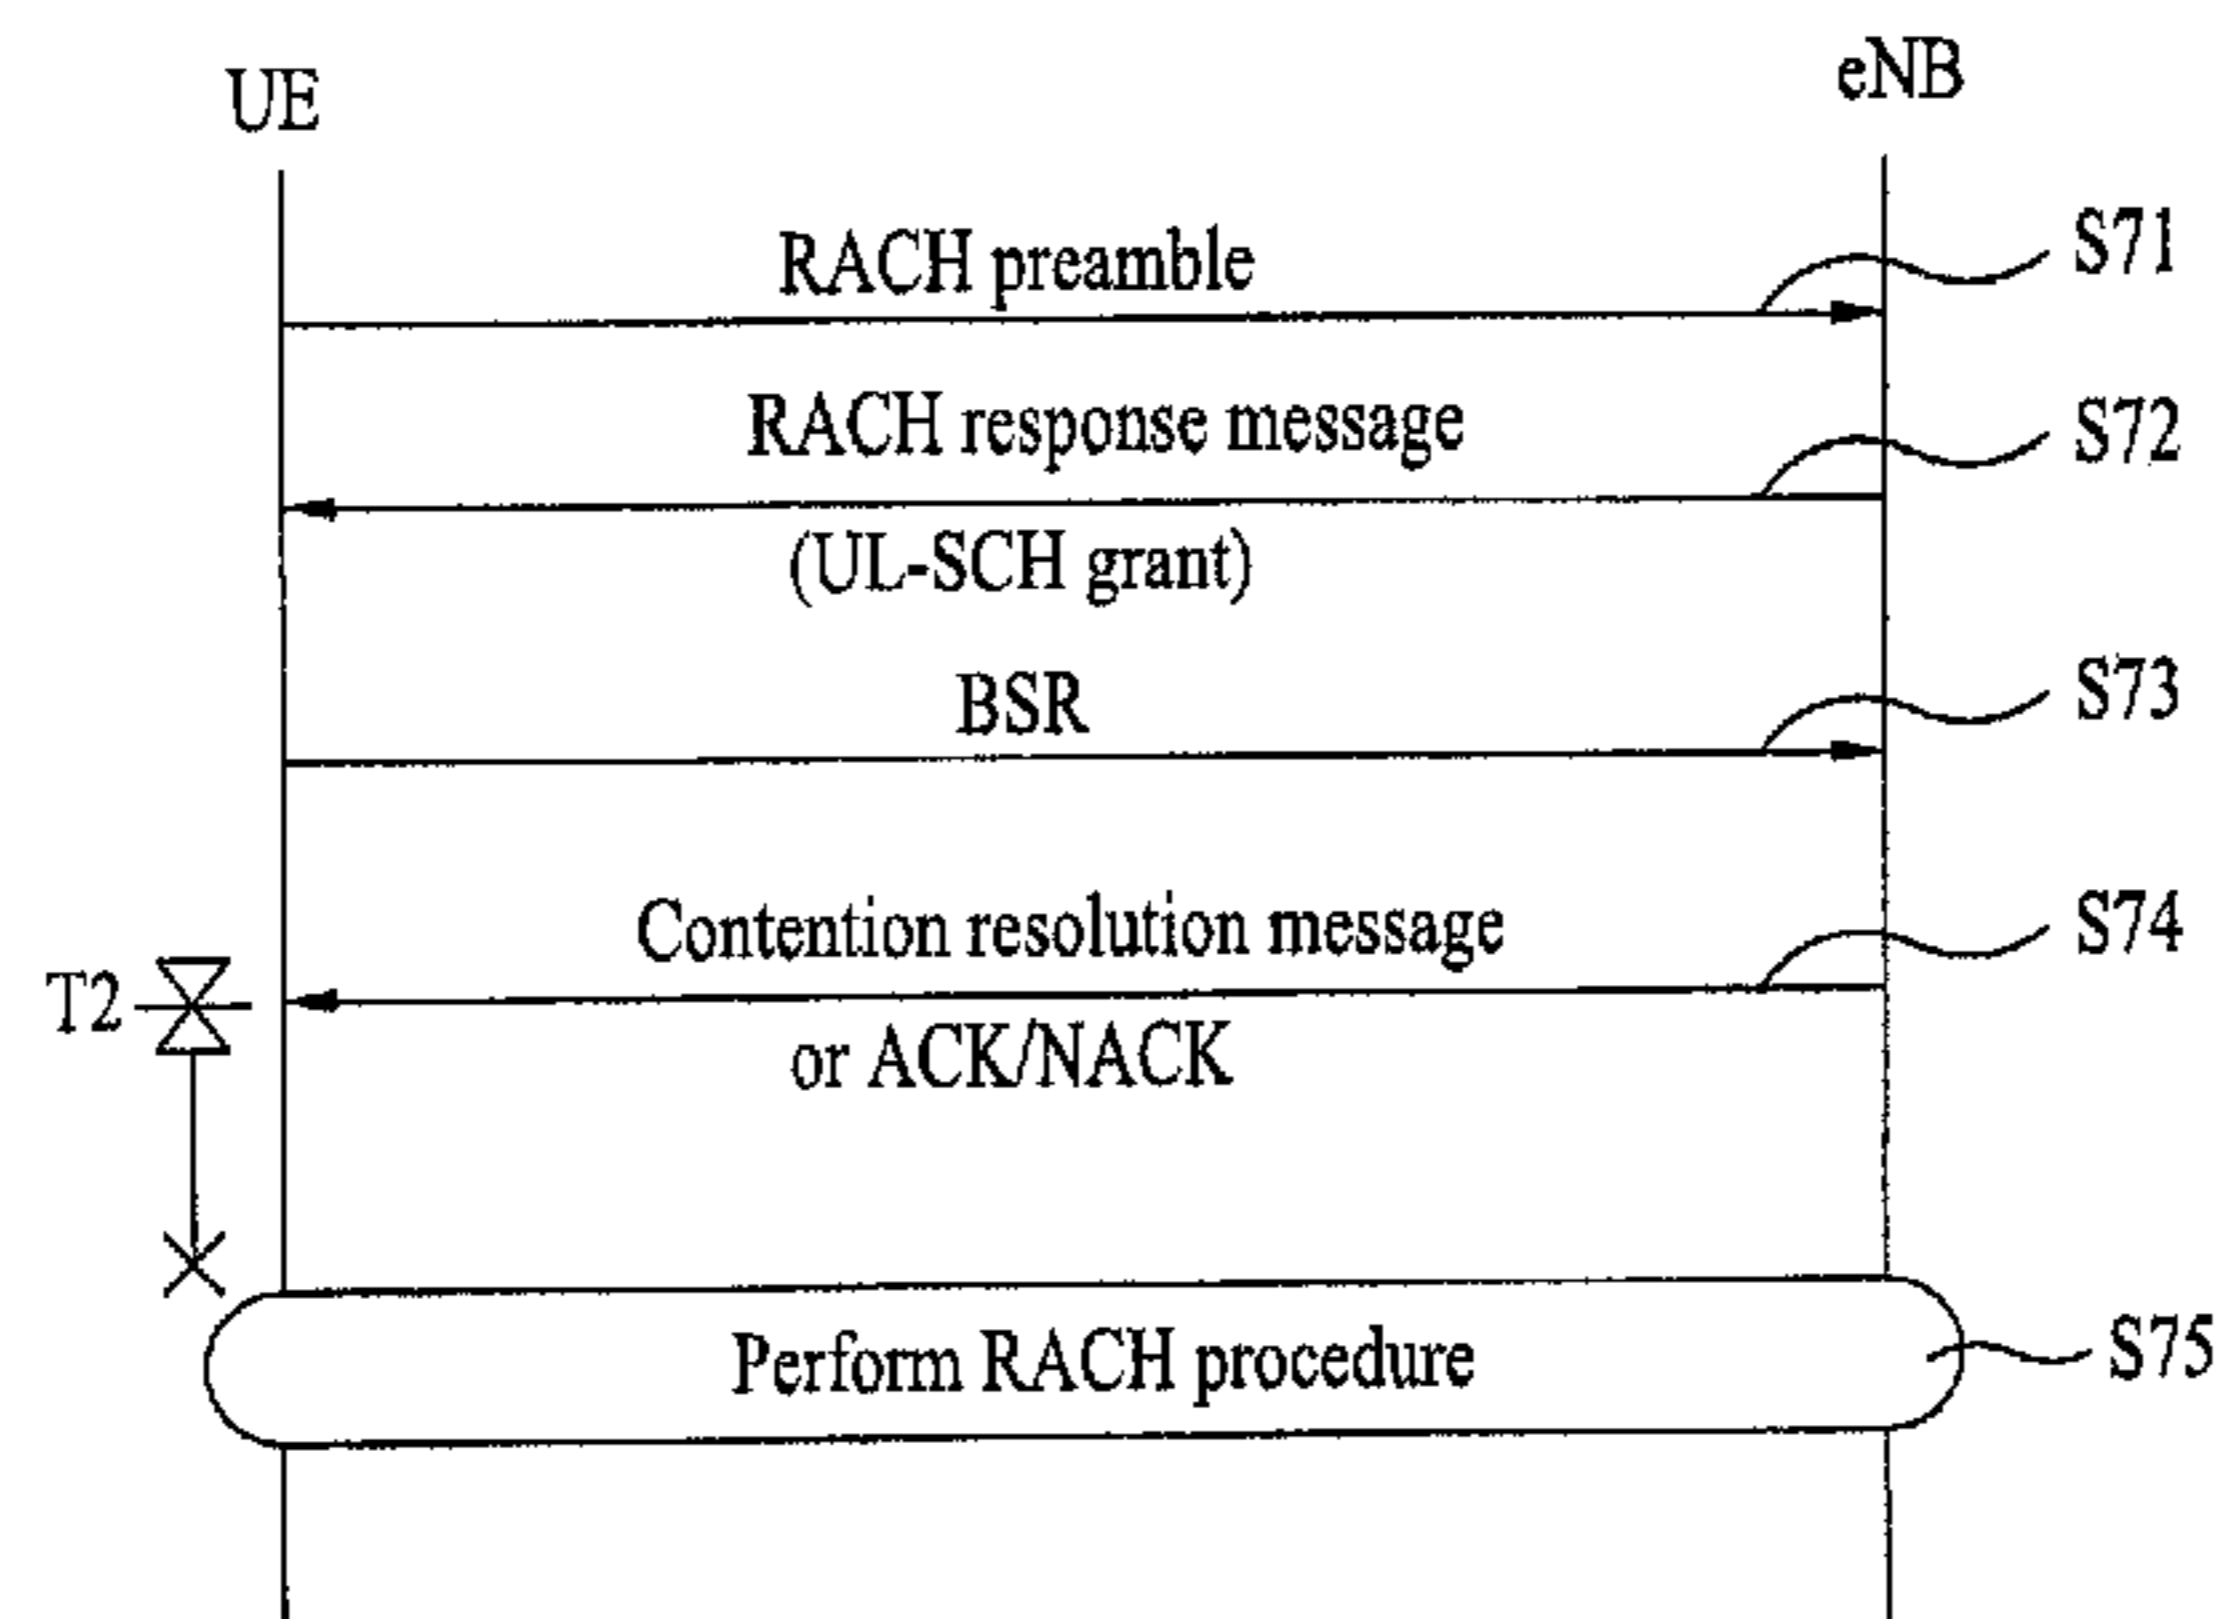 UE
eNB
RACH preamble
S71
RACH response message
S72
(UL-SCH grant)
BSR
S73
Contention resolution message
S74
T2
or ACK/NACK
Perform RACH procedure
S75